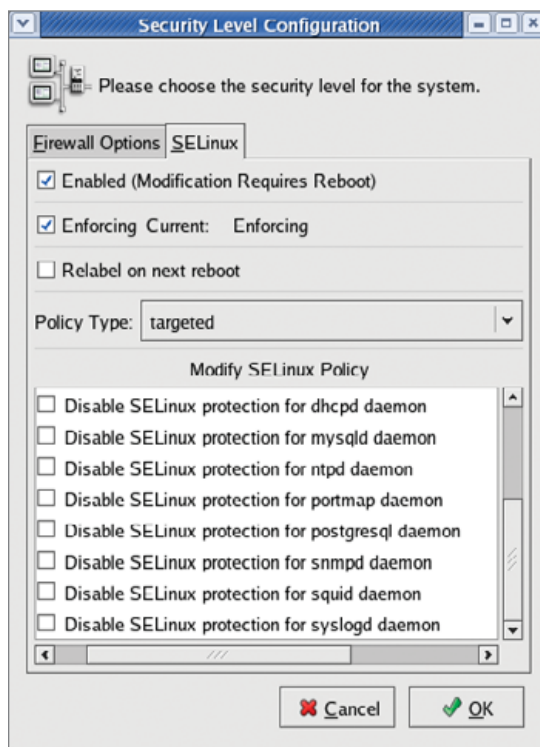 Security Level Configuration
Please choose the security level for the system.
Firewall Options SELinux
Enabled (Modification Requires Reboot)
Enforcing Current: Enforcing
Relabel on next reboot
Policy Type: targeted
Modify SELinux Policy
Disable SELinux protection for dhcpd daemon
Disable SELinux protection for mysqld daemon
Disable SELinux protection for ntpd daemon
Disable SELinux protection for portmap daemon
Disable SELinux protection for postgresql daemon
Disable SELinux protection for snmpd daemon
Disable SELinux protection for squid daemon
Disable SELinux protection for syslogd daemon
Cancel OK